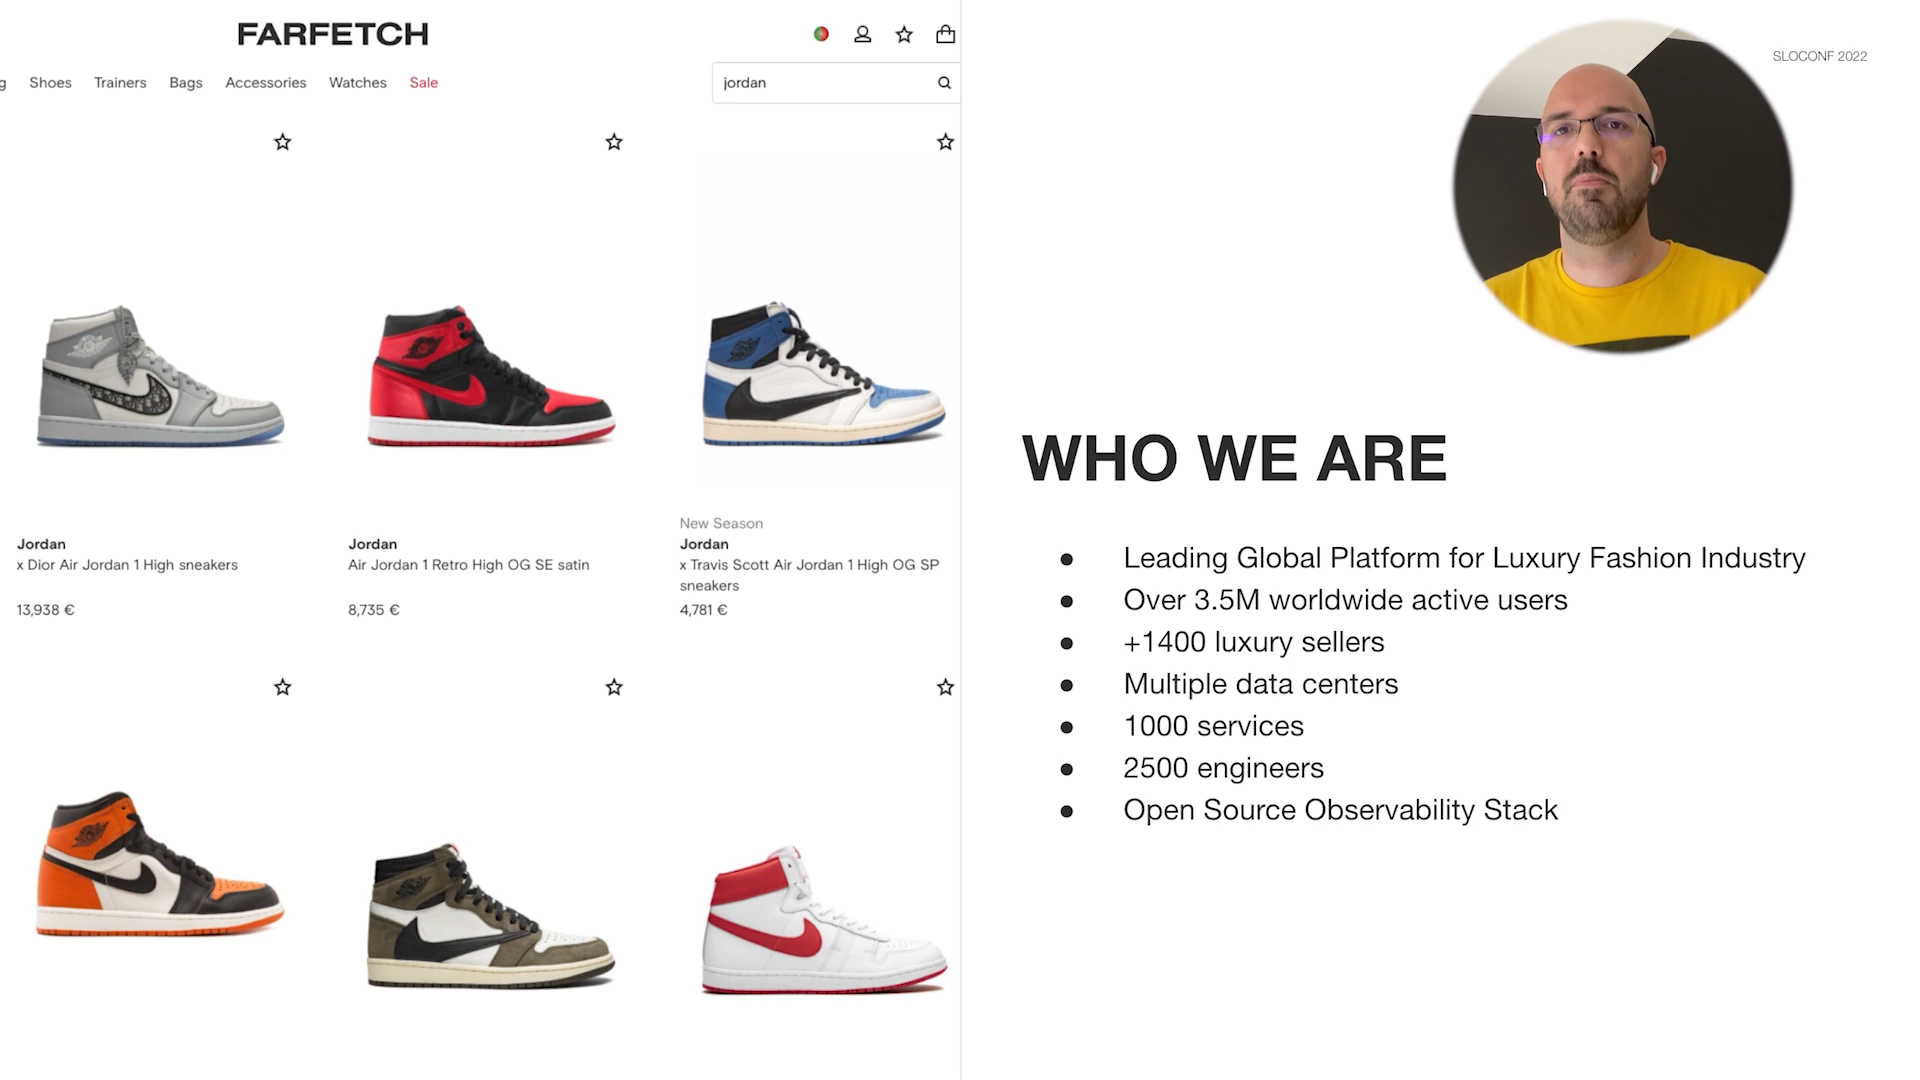 FARFETCH
g Shoes Trainers Bags Accessories Watches Sale
jordan
Jordan
x Dior Air Jordan 1 High sneakers
13,938 €
Jordan
Air Jordan 1 Retro High OG SE satin
8,735 €
New Season
Jordan
x Travis Scott Air Jordan 1 High OG SP
sneakers
4,781 €
SLOCONF 2022
WHO WE ARE
● Leading Global Platform for Luxury Fashion Industry
● Over 3.5M worldwide active users
● +1400 luxury sellers
● Multiple data centers
● 1000 services
● 2500 engineers
● Open Source Observability Stack